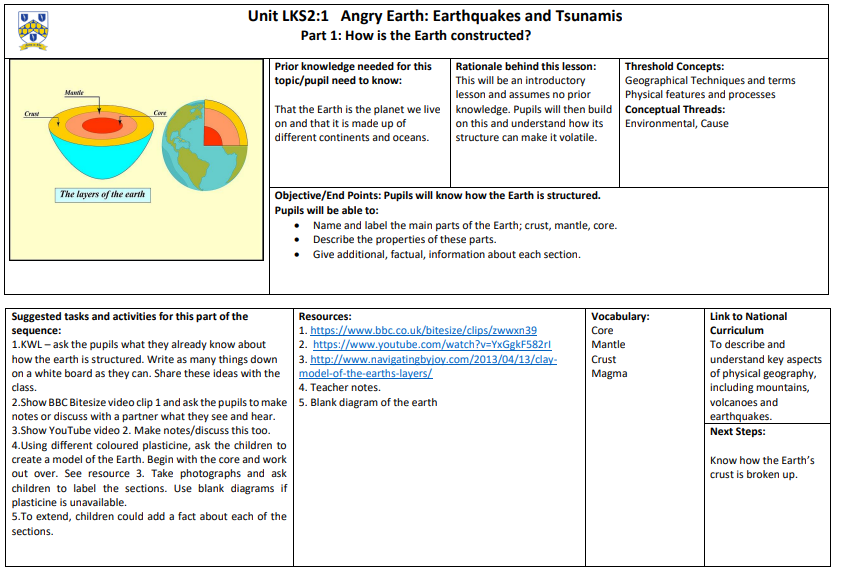 Unit LKS2:1 Angry Earth: Earthquakes and Tsunamis
Part 1: How is the Earth constructed?
Mantle
Crust
Core
The layers of the earth
Prior knowledge needed for this
topic/pupil need to know:
That the Earth is the planet we live
on and that it is made up of
different continents and oceans.
Rationale behind this lesson:
This will be an introductory
lesson and assumes no prior
knowledge. Pupils will then build
on this and understand how its
structure can make it volatile.
Threshold Concepts:
Geographical Techniques and terms
Physical features and processes
Conceptual Threads:
Environmental, Cause
Objective/End Points: Pupils will know how the Earth is structured.
Pupils will be able to:
• Name and label the main parts of the Earth; crust, mantle, core.
• Describe the properties of these parts.
• Give additional, factual, information about each section.
Suggested tasks and activities for this part of the
sequence:
1.KWL – ask the pupils what they already know about
how the earth is structured. Write as many things down
on a white board as they can. Share these ideas with the
class.
2.Show BBC Bitesize video clip 1 and ask the pupils to make
notes or discuss with a partner what they see and hear.
3.Show YouTube video 2. Make notes/discuss this too.
4.Using different coloured plasticine, ask the children to
create a model of the Earth. Begin with the core and work
out over. See resource 3. Take photographs and ask
children to label the sections. Use blank diagrams if
plasticine is unavailable.
5.To extend, children could add a fact about each of the
sections.
Resources:
1. https://www.bbc.co.uk/bitesize/clips/zwwxn39
2. https://www.youtube.com/watch?v=YxGgkF582rI
3. http://www.navigatingbyjoy.com/2013/04/13/clay-
model-of-the-earths-layers/
4. Teacher notes.
5. Blank diagram of the earth
Vocabulary:
Core
Mantle
Crust
Magma
Link to National
Curriculum
To describe and
understand key aspects
of physical geography,
including mountains,
volcanoes and
earthquakes.
Next Steps:
Know how the Earth's
crust is broken up.